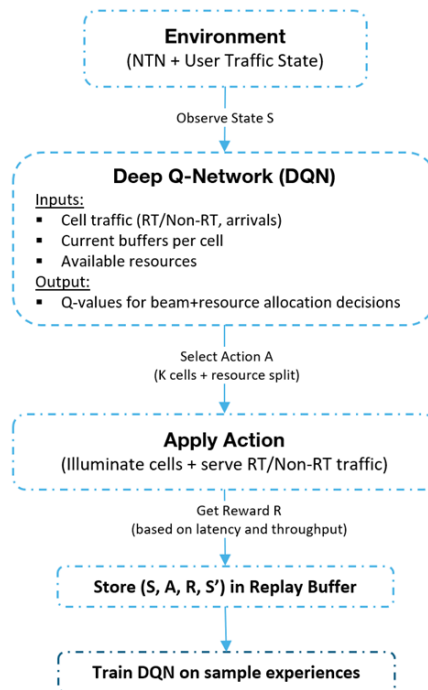 Environment
(NTN + User Traffic State)
Observe State S
Deep Q-Network (DQN)
Inputs:
▪ Cell traffic (RT/Non-RT, arrivals)
▪ Current buffers per cell
▪ Available resources
Output:
▪ Q-values for beam+resource allocation decisions
Select Action A
(K cells + resource split)
Apply Action
(Illuminate cells + serve RT/Non-RT traffic)
Get Reward R
(based on latency and throughput)
Store (S, A, R, S’) in Replay Buffer
Train DQN on sample experiences